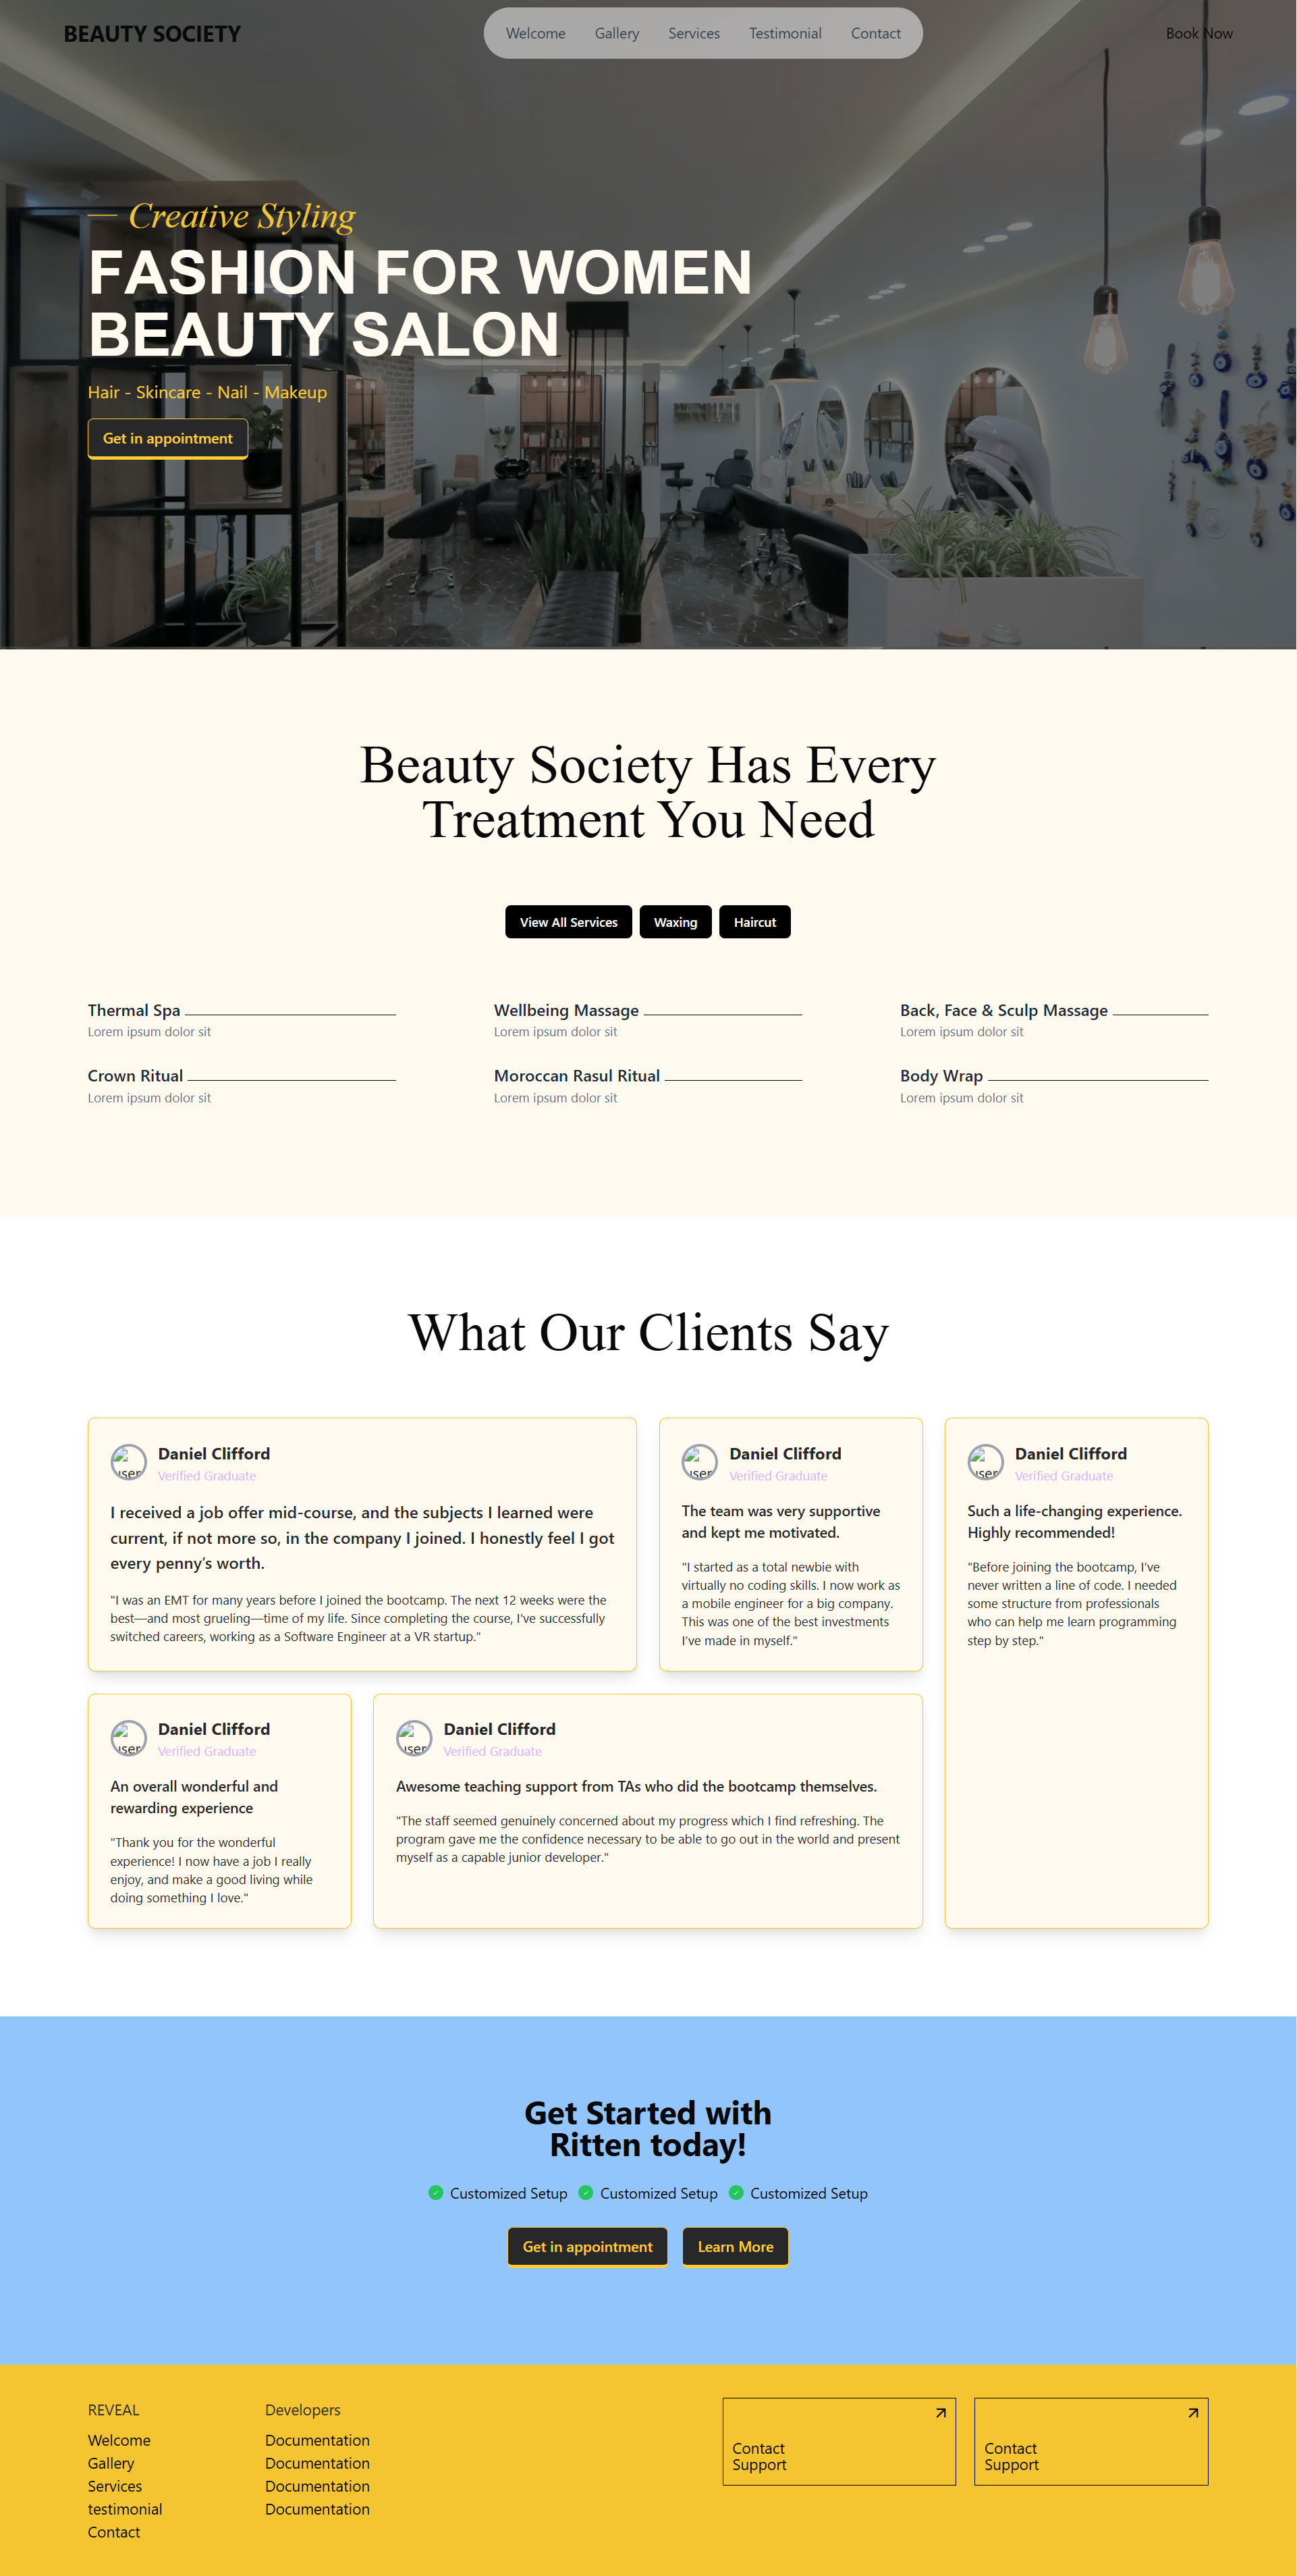 BEAUTY SOCIETY
Welcome Gallery Services Testimonial Contact
Book Now
— Creative Styling
FASHION FOR WOMEN
BEAUTY SALON
Hair - Skincare - Nail - Makeup
Get in appointment
Beauty Society Has Every
Treatment You Need
View All Services Waxing Haircut
Thermal Spa
Lorem ipsum dolor sit
Wellbeing Massage
Lorem ipsum dolor sit
Back, Face & Sculp Massage
Lorem ipsum dolor sit
Crown Ritual
Lorem ipsum dolor sit
Moroccan Rasul Ritual
Lorem ipsum dolor sit
Body Wrap
Lorem ipsum dolor sit
What Our Clients Say
user
Daniel Clifford
Verified Graduate
I received a job offer mid-course, and the subjects I learned were
current, if not more so, in the company I joined. I honestly feel I got
every penny’s worth.
"I was an EMT for many years before I joined the bootcamp. The next 12 weeks were the
best—and most grueling—time of my life. Since completing the course, I’ve successfully
switched careers, working as a Software Engineer at a VR startup."
user
Daniel Clifford
Verified Graduate
The team was very supportive
and kept me motivated.
"I started as a total newbie with
virtually no coding skills. I now work as
a mobile engineer for a big company.
This was one of the best investments
I’ve made in myself."
user
Daniel Clifford
Verified Graduate
Such a life-changing experience.
Highly recommended!
"Before joining the bootcamp, I’ve
never written a line of code. I needed
some structure from professionals
who can help me learn programming
step by step."
user
Daniel Clifford
Verified Graduate
An overall wonderful and
rewarding experience
"Thank you for the wonderful
experience! I now have a job I really
enjoy, and make a good living while
doing something I love."
user
Daniel Clifford
Verified Graduate
Awesome teaching support from TAs who did the bootcamp themselves.
"The staff seemed genuinely concerned about my progress which I find refreshing. The
program gave me the confidence necessary to be able to go out in the world and present
myself as a capable junior developer."
Get Started with
Ritten today!
Customized Setup Customized Setup Customized Setup
Get in appointment Learn More
REVEAL
Welcome
Gallery
Services
testimonial
Contact
Developers
Documentation
Documentation
Documentation
Documentation
Contact
Support
Contact
Support